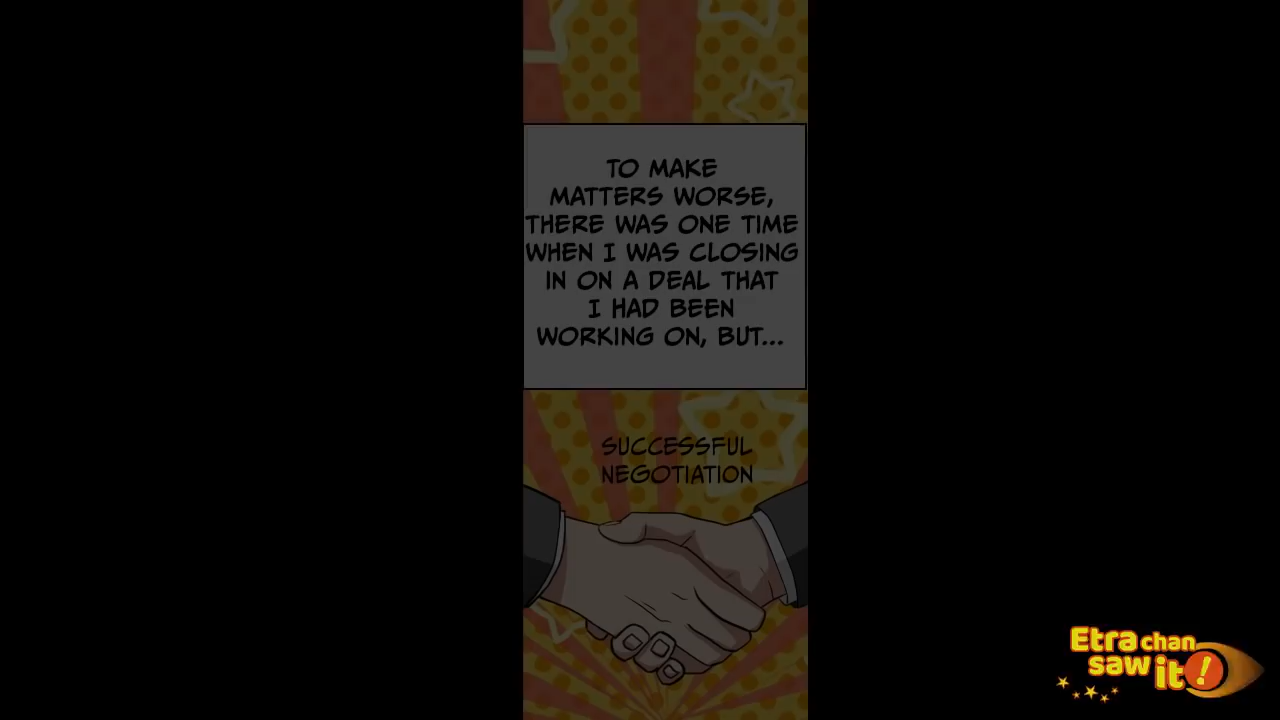 TO MAKE
MATTERS WORSE,
THERE WAS ONE TIME
WHEN I WAS CLOSING
IN ON A DEAL THAT
I HAD BEEN
WORKING ON, BUT...
SUCCESSFUL
NEGOTIATION
Etra chan
saw it!